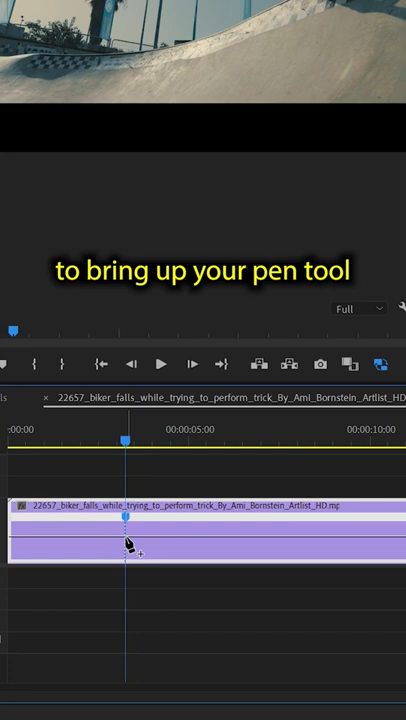 to bring up your pen tool
Full
ls
× 22657_biker_falls_while_trying_to_perform_trick_By_Ami_Bornstein_Artlist_HD
:00:00
00:00:05:00
00:00:10:00
22657_biker_falls_while_trying_to_perform_trick_By_Ami_Bornstein_Artlist_HD.mp